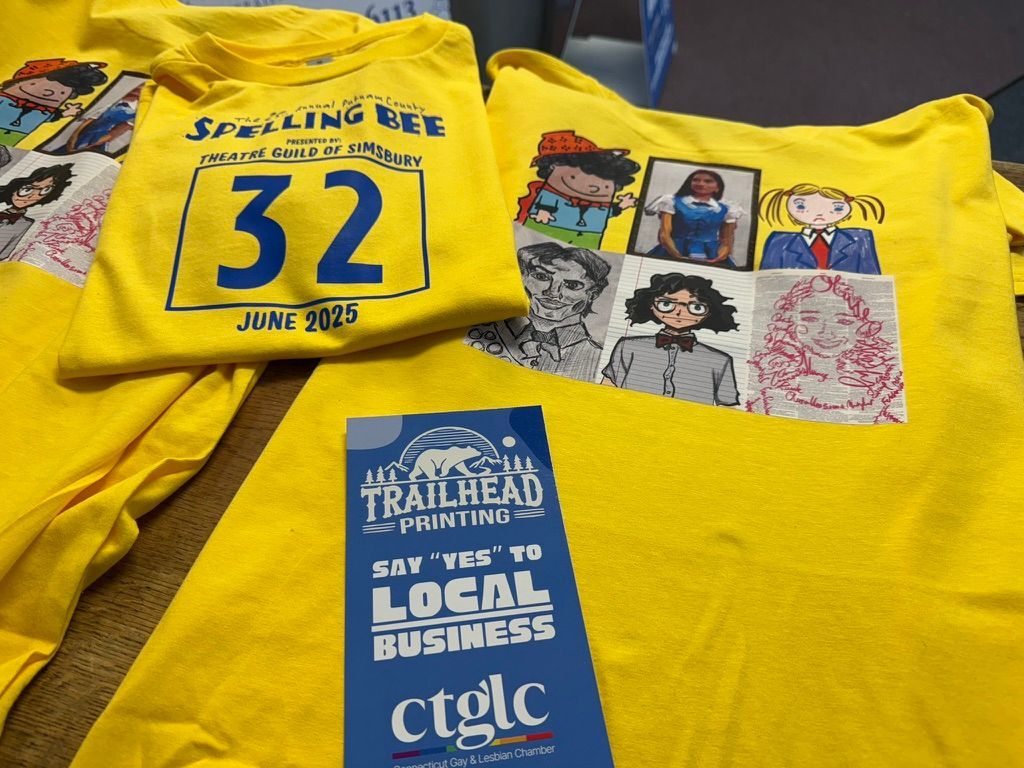 6113
The 25th annual Putnam County
SPELLING BEE
PRESENTED BY:
THEATRE GUILD OF SIMSBURY
32
JUNE 2025
TRAILHEAD
PRINTING
SAY "YES" TO
LOCAL
BUSINESS
ctglc
Connecticut Gay & Lesbian Chamber